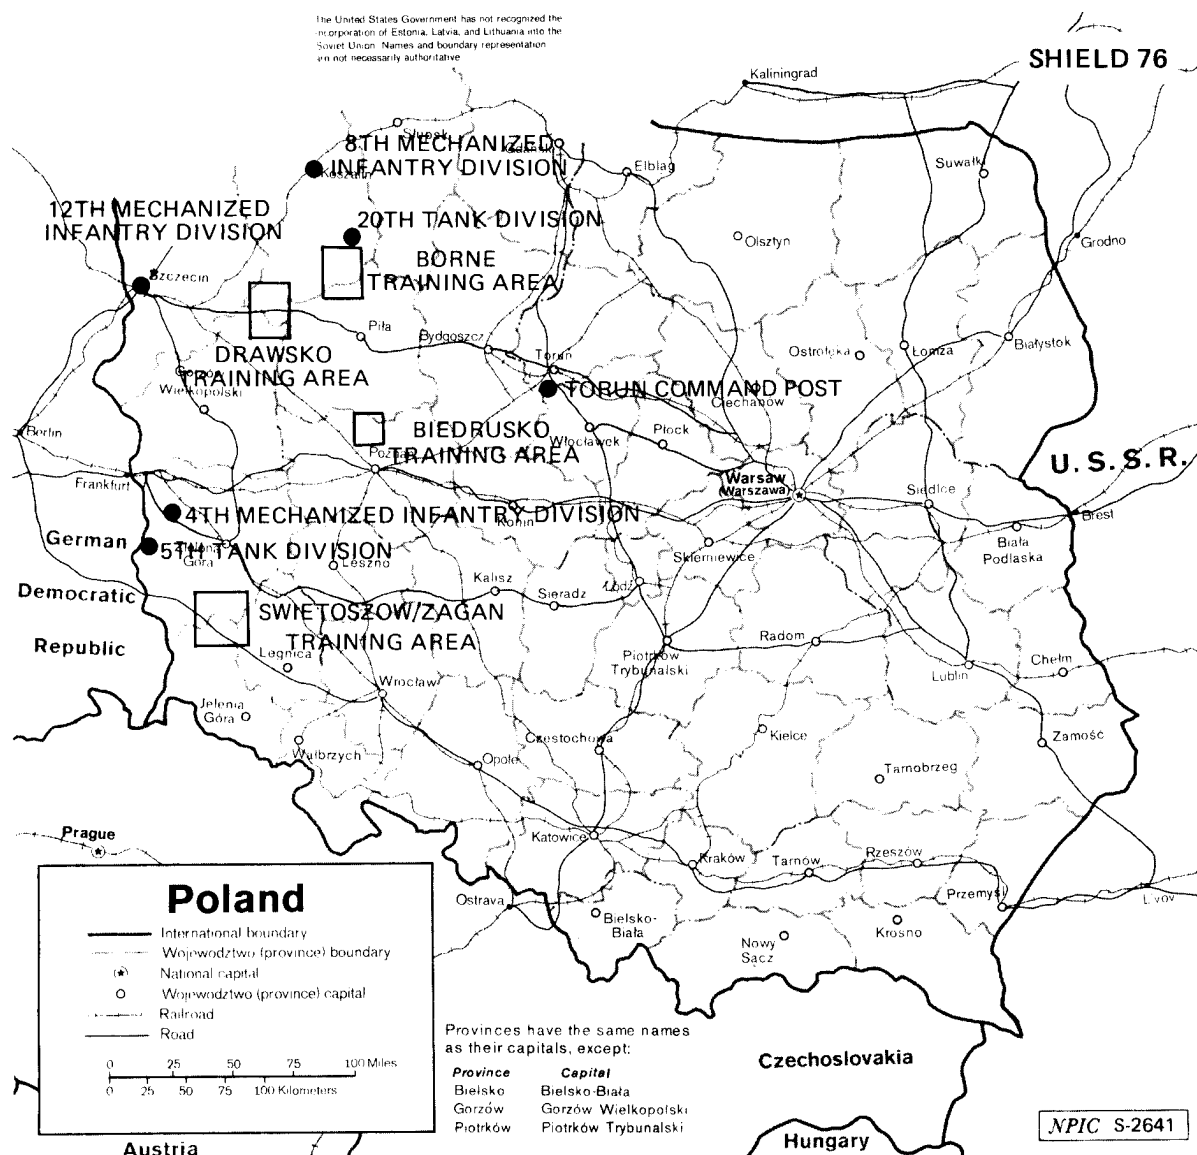 The United States Government has not recognized the
incorporation of Estonia, Latvia, and Lithuania into the
Soviet Union. Names and boundary representation
are not necessarily authoritative
SHIELD 76
Kaliningrad
Słupsk
Gdańsk
8TH MECHANIZED
INFANTRY DIVISION
Koszalin
Elbląg
Suwałki
12TH MECHANIZED
INFANTRY DIVISION
20TH TANK DIVISION
Olsztyn
Grodno
BORNE
TRAINING AREA
Szczecin
Piła
Bydgoszcz
Toruń
Ostrołęka
Łomża
Białystok
DRAWSKO
TRAINING AREA
Gorzów
Wielkopolski
TORUN COMMAND POST
Ciechanów
Berlin
BIEDRUSKO
TRAINING AREA
Włocławek
Płock
Poznań
U.S.S.R.
Frankfurt
Warsaw
(Warszawa)
Siedlce
Brest
4TH MECHANIZED INFANTRY DIVISION
Konin
Biała
Podlaska
German
5TH TANK DIVISION
Zielona
Góra
Leszno
Skierniewice
Democratic
Kalisz
Sieradz
Łódź
Republic
SWIETOSZOW/ZAGAN
TRAINING AREA
Legnica
Piotrków
Trybunalski
Radom
Lublin
Chełm
Wrocław
Jelenia
Góra
Wałbrzych
Częstochowa
Kielce
Zamość
Opole
Tarnobrzeg
Prague
Katowice
Kraków
Tarnów
Rzeszów
Przemyśl
L'vov
Ostrava
Bielsko-
Biała
Nowy
Sącz
Krosno
Poland
International boundary
Województwo (province) boundary
National capital
Województwo (province) capital
Railroad
Road
0 25 50 75 100 Miles
0 25 50 75 100 Kilometers
Provinces have the same names
as their capitals, except:
Province Capital
Bielsko Bielsko-Biała
Gorzów Gorzów Wielkopolski
Piotrków Piotrków Trybunalski
Czechoslovakia
Austria
Hungary
NPIC S-2641